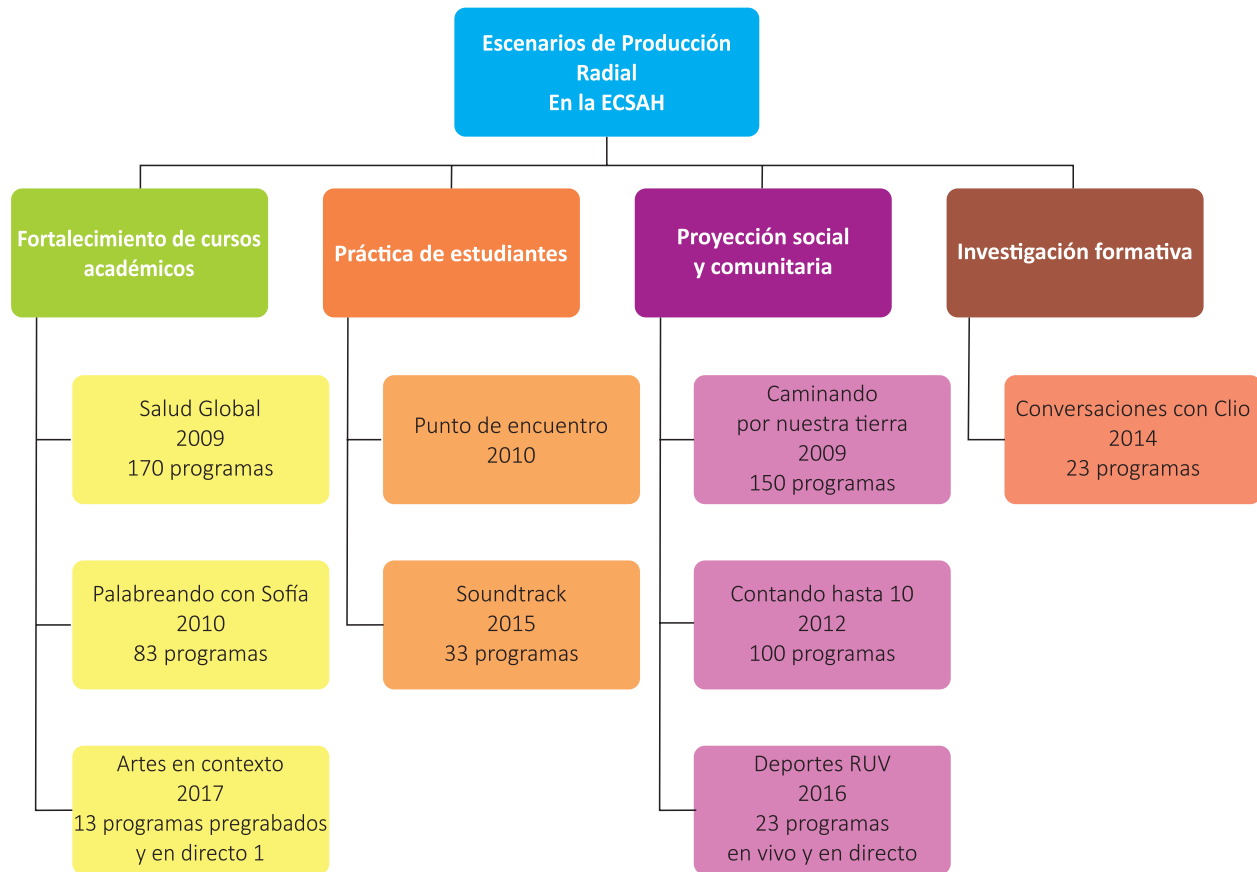 Escenarios de Producción
Radial
En la ECSAH
Fortalecimiento de cursos
académicos
Práctica de estudiantes
Proyección social
y comunitaria
Investigación formativa
Salud Global
2009
170 programas
Punto de encuentro
2010
Caminando
por nuestra tierra
2009
150 programas
Conversaciones con Clio
2014
23 programas
Palabreando con Sofía
2010
83 programas
Soundtrack
2015
33 programas
Contando hasta 10
2012
100 programas
Artes en contexto
2017
13 programas pregrabados
y en directo 1
Deportes RUV
2016
23 programas
en vivo y en directo